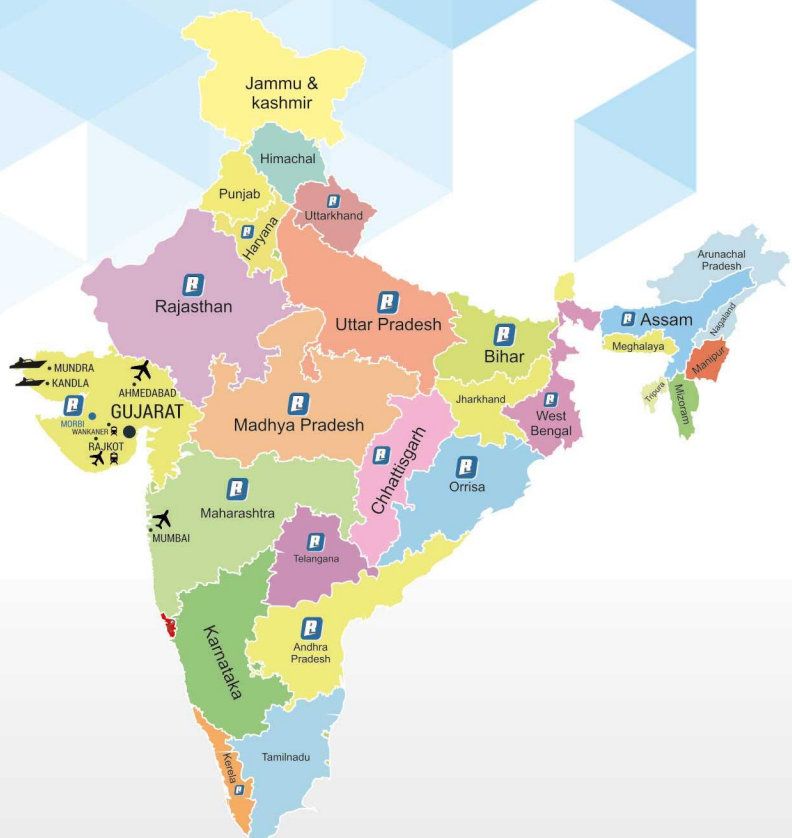 Jammu &
kashmir
Himachal
Punjab
Uttarkhand
Haryana
Rajasthan
Uttar Pradesh
Arunachal
Pradesh
Assam
Nagaland
Meghalaya
Manipur
Tripura
Mizoram
Bihar
Jharkhand
West
Bengal
MUNDRA
KANDLA
AHMEDABAD
GUJARAT
MORBI
WANKANER
RAJKOT
Madhya Pradesh
Chhattisgarh
Orrisa
Maharashtra
MUMBAI
Telangana
Karnataka
Andhra
Pradesh
Tamilnadu
Kerela